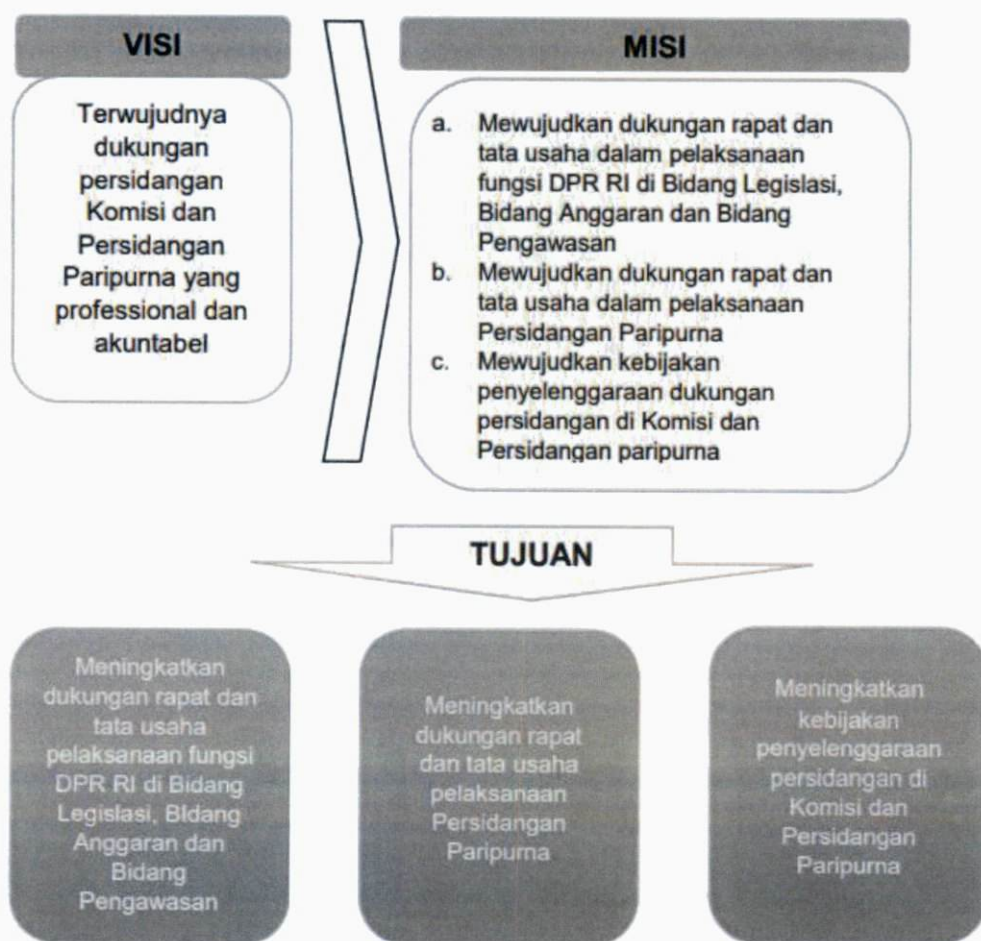 VISI
Terwujudnya
dukungan
persidangan
Komisi dan
Persidangan
Paripurna yang
professional dan
akuntabel
MISI
a. Mewujudkan dukungan rapat dan
tata usaha dalam pelaksanaan
fungsi DPR RI di Bidang Legislasi,
Bidang Anggaran dan Bidang
Pengawasan
b. Mewujudkan dukungan rapat dan
tata usaha dalam pelaksanaan
Persidangan Paripurna
c. Mewujudkan kebijakan
penyelenggaraan dukungan
persidangan di Komisi dan
Persidangan paripurna
TUJUAN
Meningkatkan
dukungan rapat dan
tata usaha
pelaksanaan fungsi
DPR RI di Bidang
Legislasi, BIdang
Anggaran dan
Bidang
Pengawasan
Meningkatkan
dukungan rapat
dan tata usaha
pelaksanaan
Persidangan
Paripurna
Meningkatkan
kebijakan
penyelenggaraan
persidangan di
Komisi dan
Persidangan
Paripurna